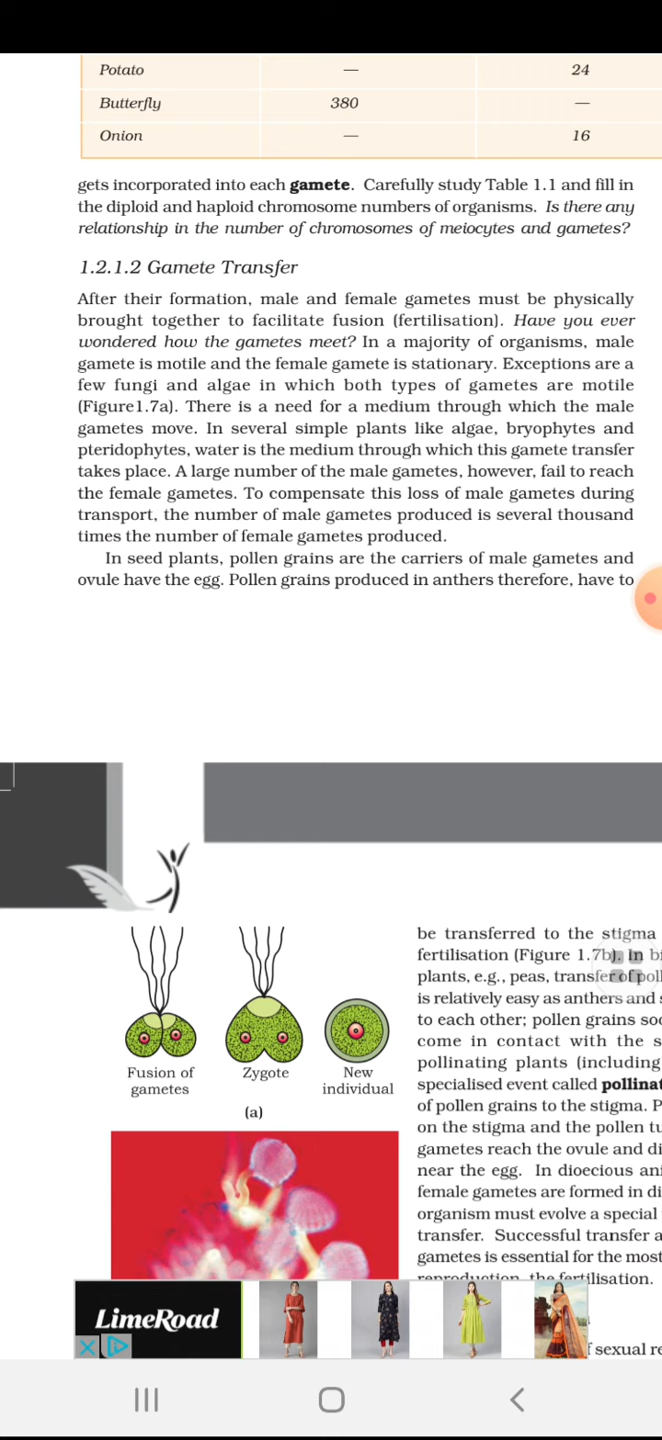 Potato — 24
Butterfly 380 —
Onion — 16
gets incorporated into each gamete. Carefully study Table 1.1 and fill in
the diploid and haploid chromosome numbers of organisms. Is there any
relationship in the number of chromosomes of meiocytes and gametes?
1.2.1.2 Gamete Transfer
After their formation, male and female gametes must be physically
brought together to facilitate fusion (fertilisation). Have you ever
wondered how the gametes meet? In a majority of organisms, male
gamete is motile and the female gamete is stationary. Exceptions are a
few fungi and algae in which both types of gametes are motile
(Figure1.7a). There is a need for a medium through which the male
gametes move. In several simple plants like algae, bryophytes and
pteridophytes, water is the medium through which this gamete transfer
takes place. A large number of the male gametes, however, fail to reach
the female gametes. To compensate this loss of male gametes during
transport, the number of male gametes produced is several thousand
times the number of female gametes produced.
In seed plants, pollen grains are the carriers of male gametes and
ovule have the egg. Pollen grains produced in anthers therefore, have to
Fusion of
gametes
Zygote
New
individual
(a)
be transferred to the stigma
fertilisation (Figure 1.7b). In
plants, e.g., peas, transfer of
is relatively easy as anthers and
to each other; pollen grains
come in contact with the
pollinating plants (including
specialised event called
of pollen grains to the stigma.
on the stigma and the pollen
gametes reach the ovule and
near the egg. In dioecious
female gametes are formed in
organism must evolve a special
transfer. Successful transfer
gametes is essential for the most
reproduction, the fertilisation.
sexual
LimeRoad